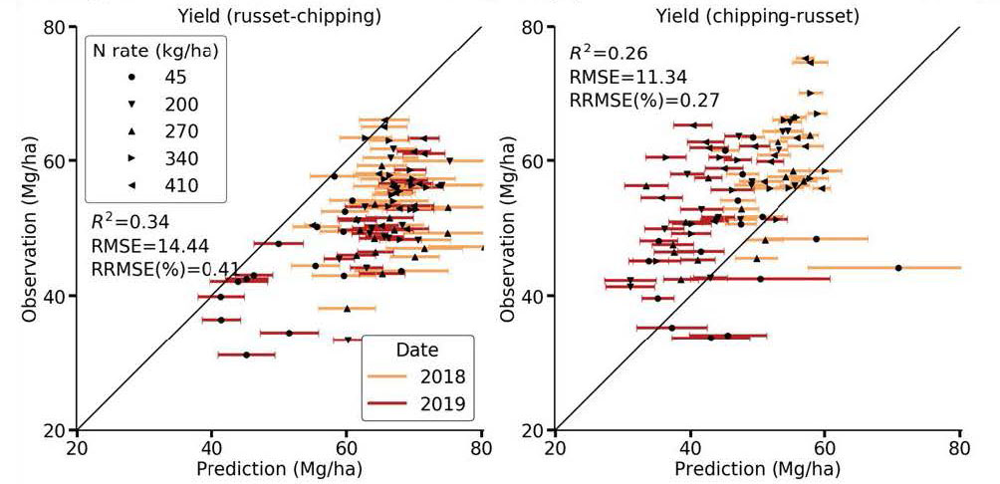 Yield (russet-chipping)
80
60
40
20
Observation (Mg/ha)
N rate (kg/ha)
45
200
270
340
410
R²=0.34
RMSE=14.44
RRMSE(%)=0.41
Date
2018
2019
20
40
60
80
Prediction (Mg/ha)
Yield (chipping-russet)
80
60
40
20
Observation (Mg/ha)
R²=0.26
RMSE=11.34
RRMSE(%)=0.27
20
40
60
80
Prediction (Mg/ha)